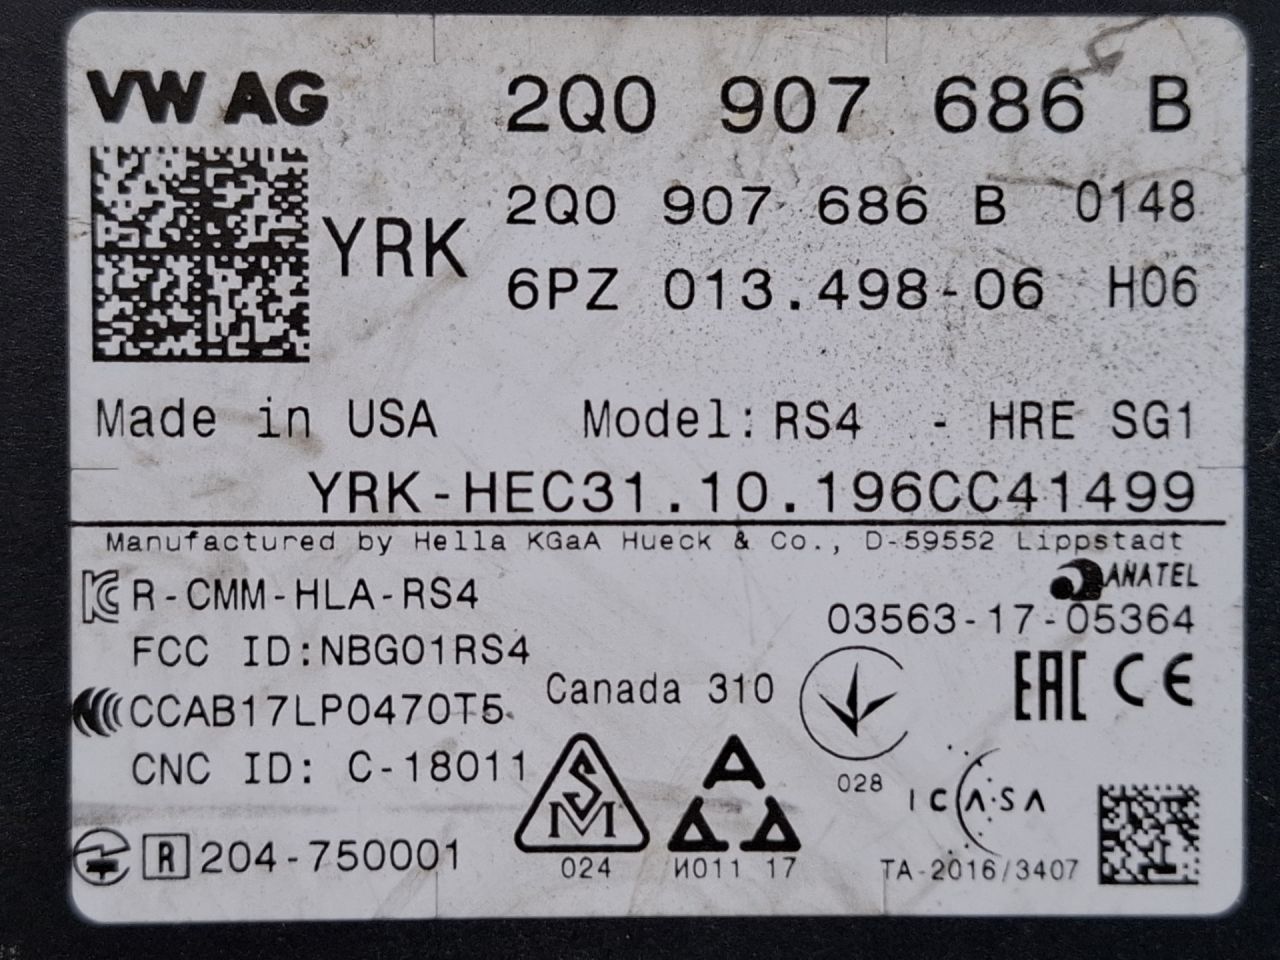 VW AG 2Q0 907 686 B
YRK 2Q0 907 686 B 0148
6PZ 013.498-06 H06
Made in USA Model: RS4 - HRE SG1
YRK-HEC31.10.196CC41499
Manufactured by Hella KGaA Hueck & Co., D-59552 Lippstadt
R-CMM-HLA-RS4
ANATEL
03563-17-05364
FCC ID:NBG01RS4
CCAB17LP0470T5
Canada 310
EAC CE
CNC ID: C-18011
028
ICASA
SM
024
И011 17
R 204-750001
TA-2016/3407